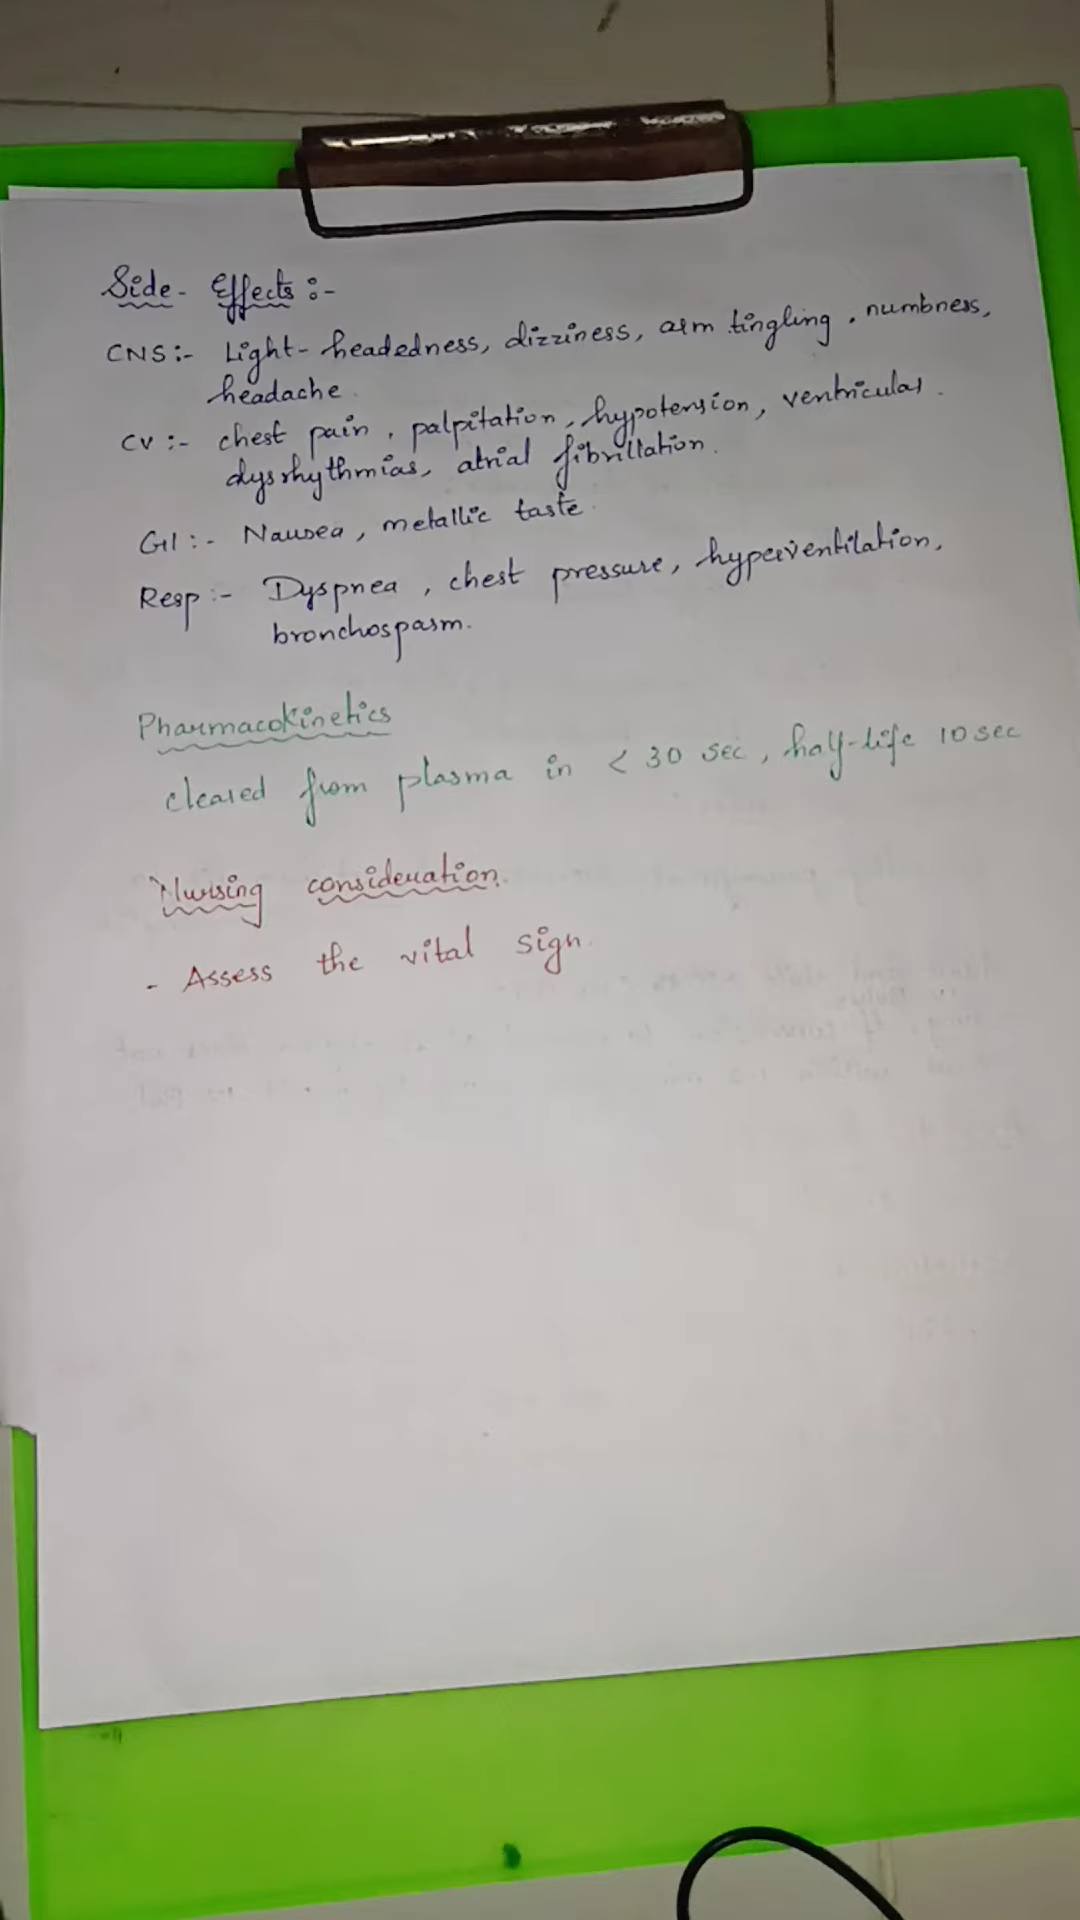 Side- Effects :-
CNS :- Light-headedness, dizziness, arm tingling, numbness,
headache.
CV :- chest pain, palpitation, hypotension, ventricular
dysrhythmias, atrial fibrillation.
GI :- Nausea, metallic taste.
Resp :- Dyspnea, chest pressure, hyperventilation,
bronchospasm.
Pharmacokinetics
cleared from plasma in < 30 sec, half-life 10 sec
Nursing consideration.
- Assess the vital sign.